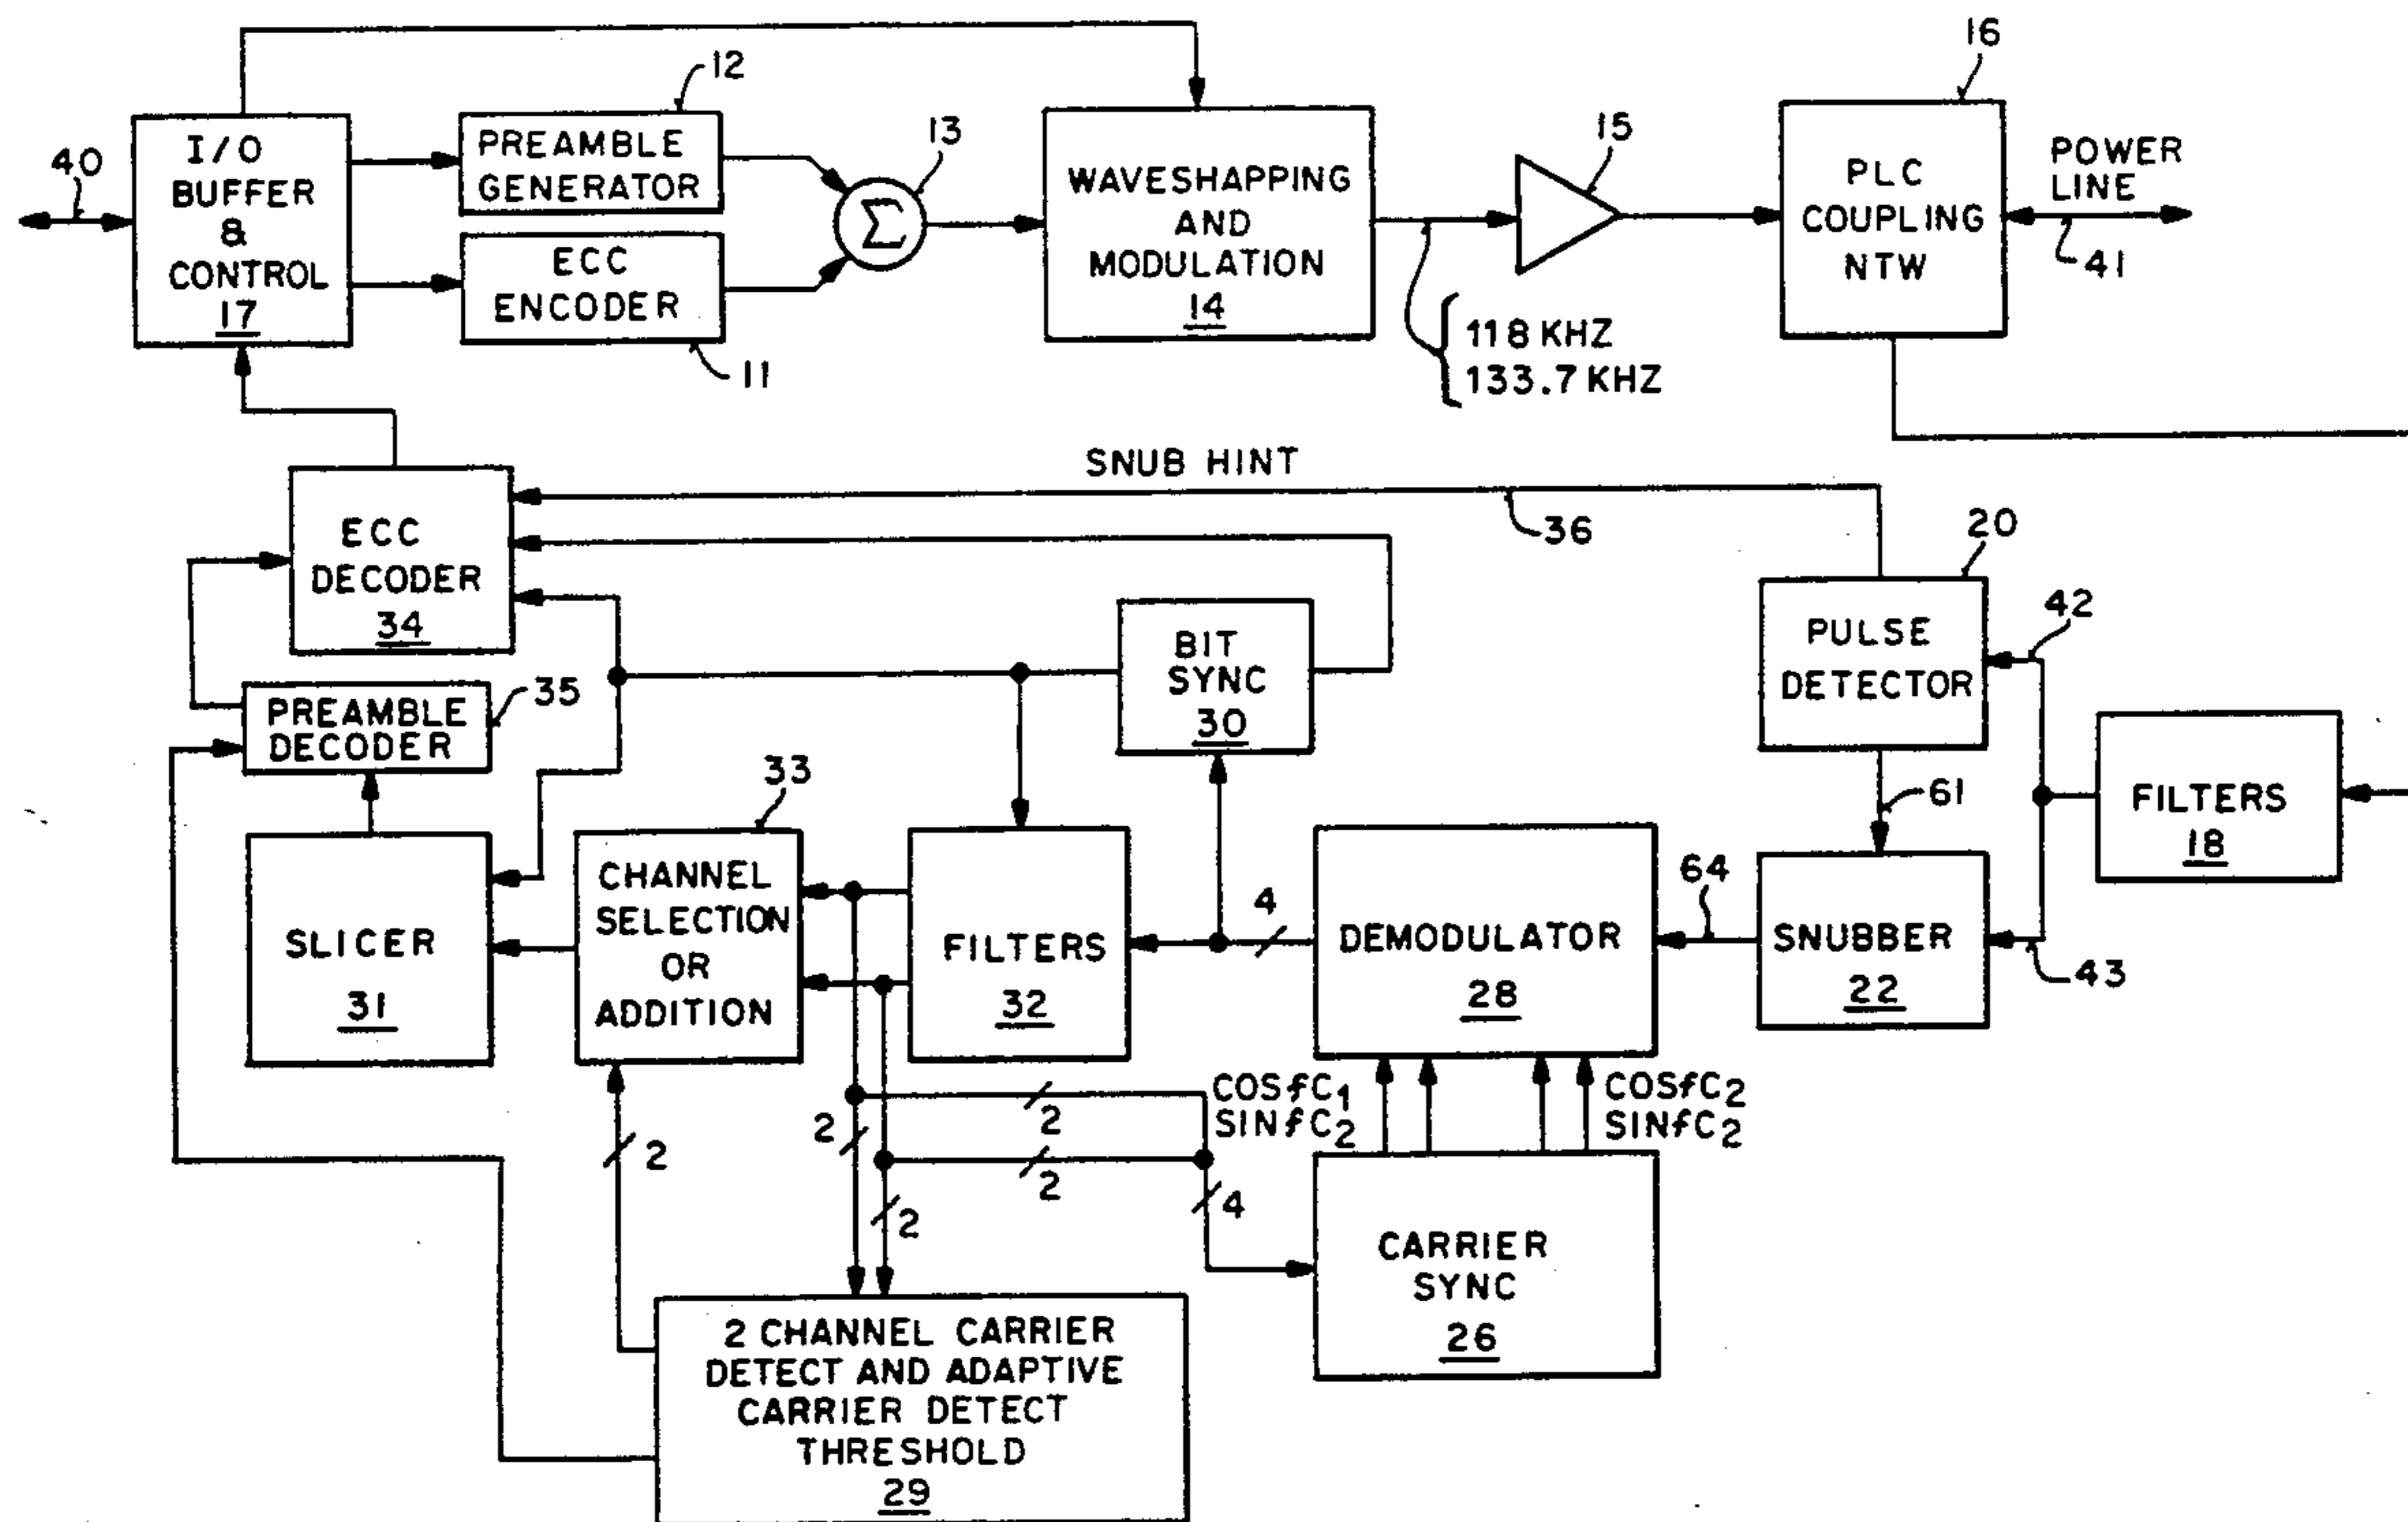 16
12
I/O
BUFFER
&
CONTROL
17
40
PREAMBLE
GENERATOR
13
Σ
ECC
ENCODER
11
WAVESHAPPING
AND
MODULATION
14
15
118 KHZ
133.7 KHZ
PLC
COUPLING
NTW
POWER
LINE
41
SNUB HINT
36
ECC
DECODER
34
20
42
PULSE
DETECTOR
BIT
SYNC
30
PREAMBLE
DECODER
35
33
61
FILTERS
18
SLICER
31
CHANNEL
SELECTION
OR
ADDITION
FILTERS
32
4
DEMODULATOR
28
64
SNUBBER
22
43
COSfC1
SINfC2
COSfC2
SINfC2
2
2
2
2
2
4
CARRIER
SYNC
26
2 CHANNEL CARRIER
DETECT AND ADAPTIVE
CARRIER DETECT
THRESHOLD
29